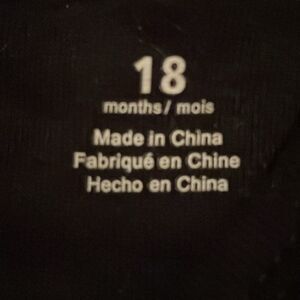 18
months/ mois
Made in China
Fabriqué en Chine
Hecho en China